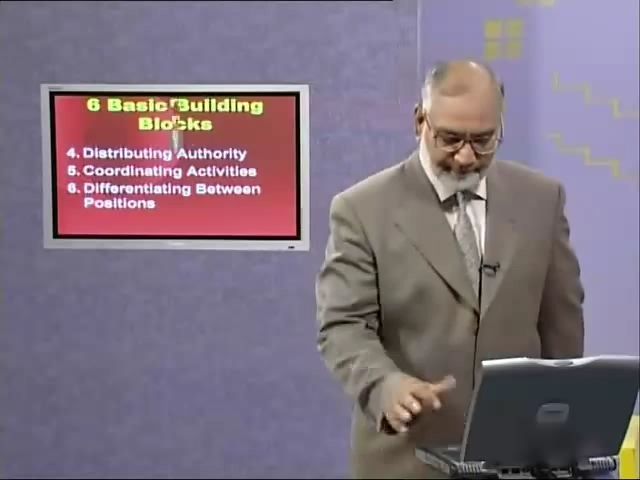 6 Basic Building
Blocks
4. Distributing Authority
5. Coordinating Activities
6. Differentiating Between
Positions